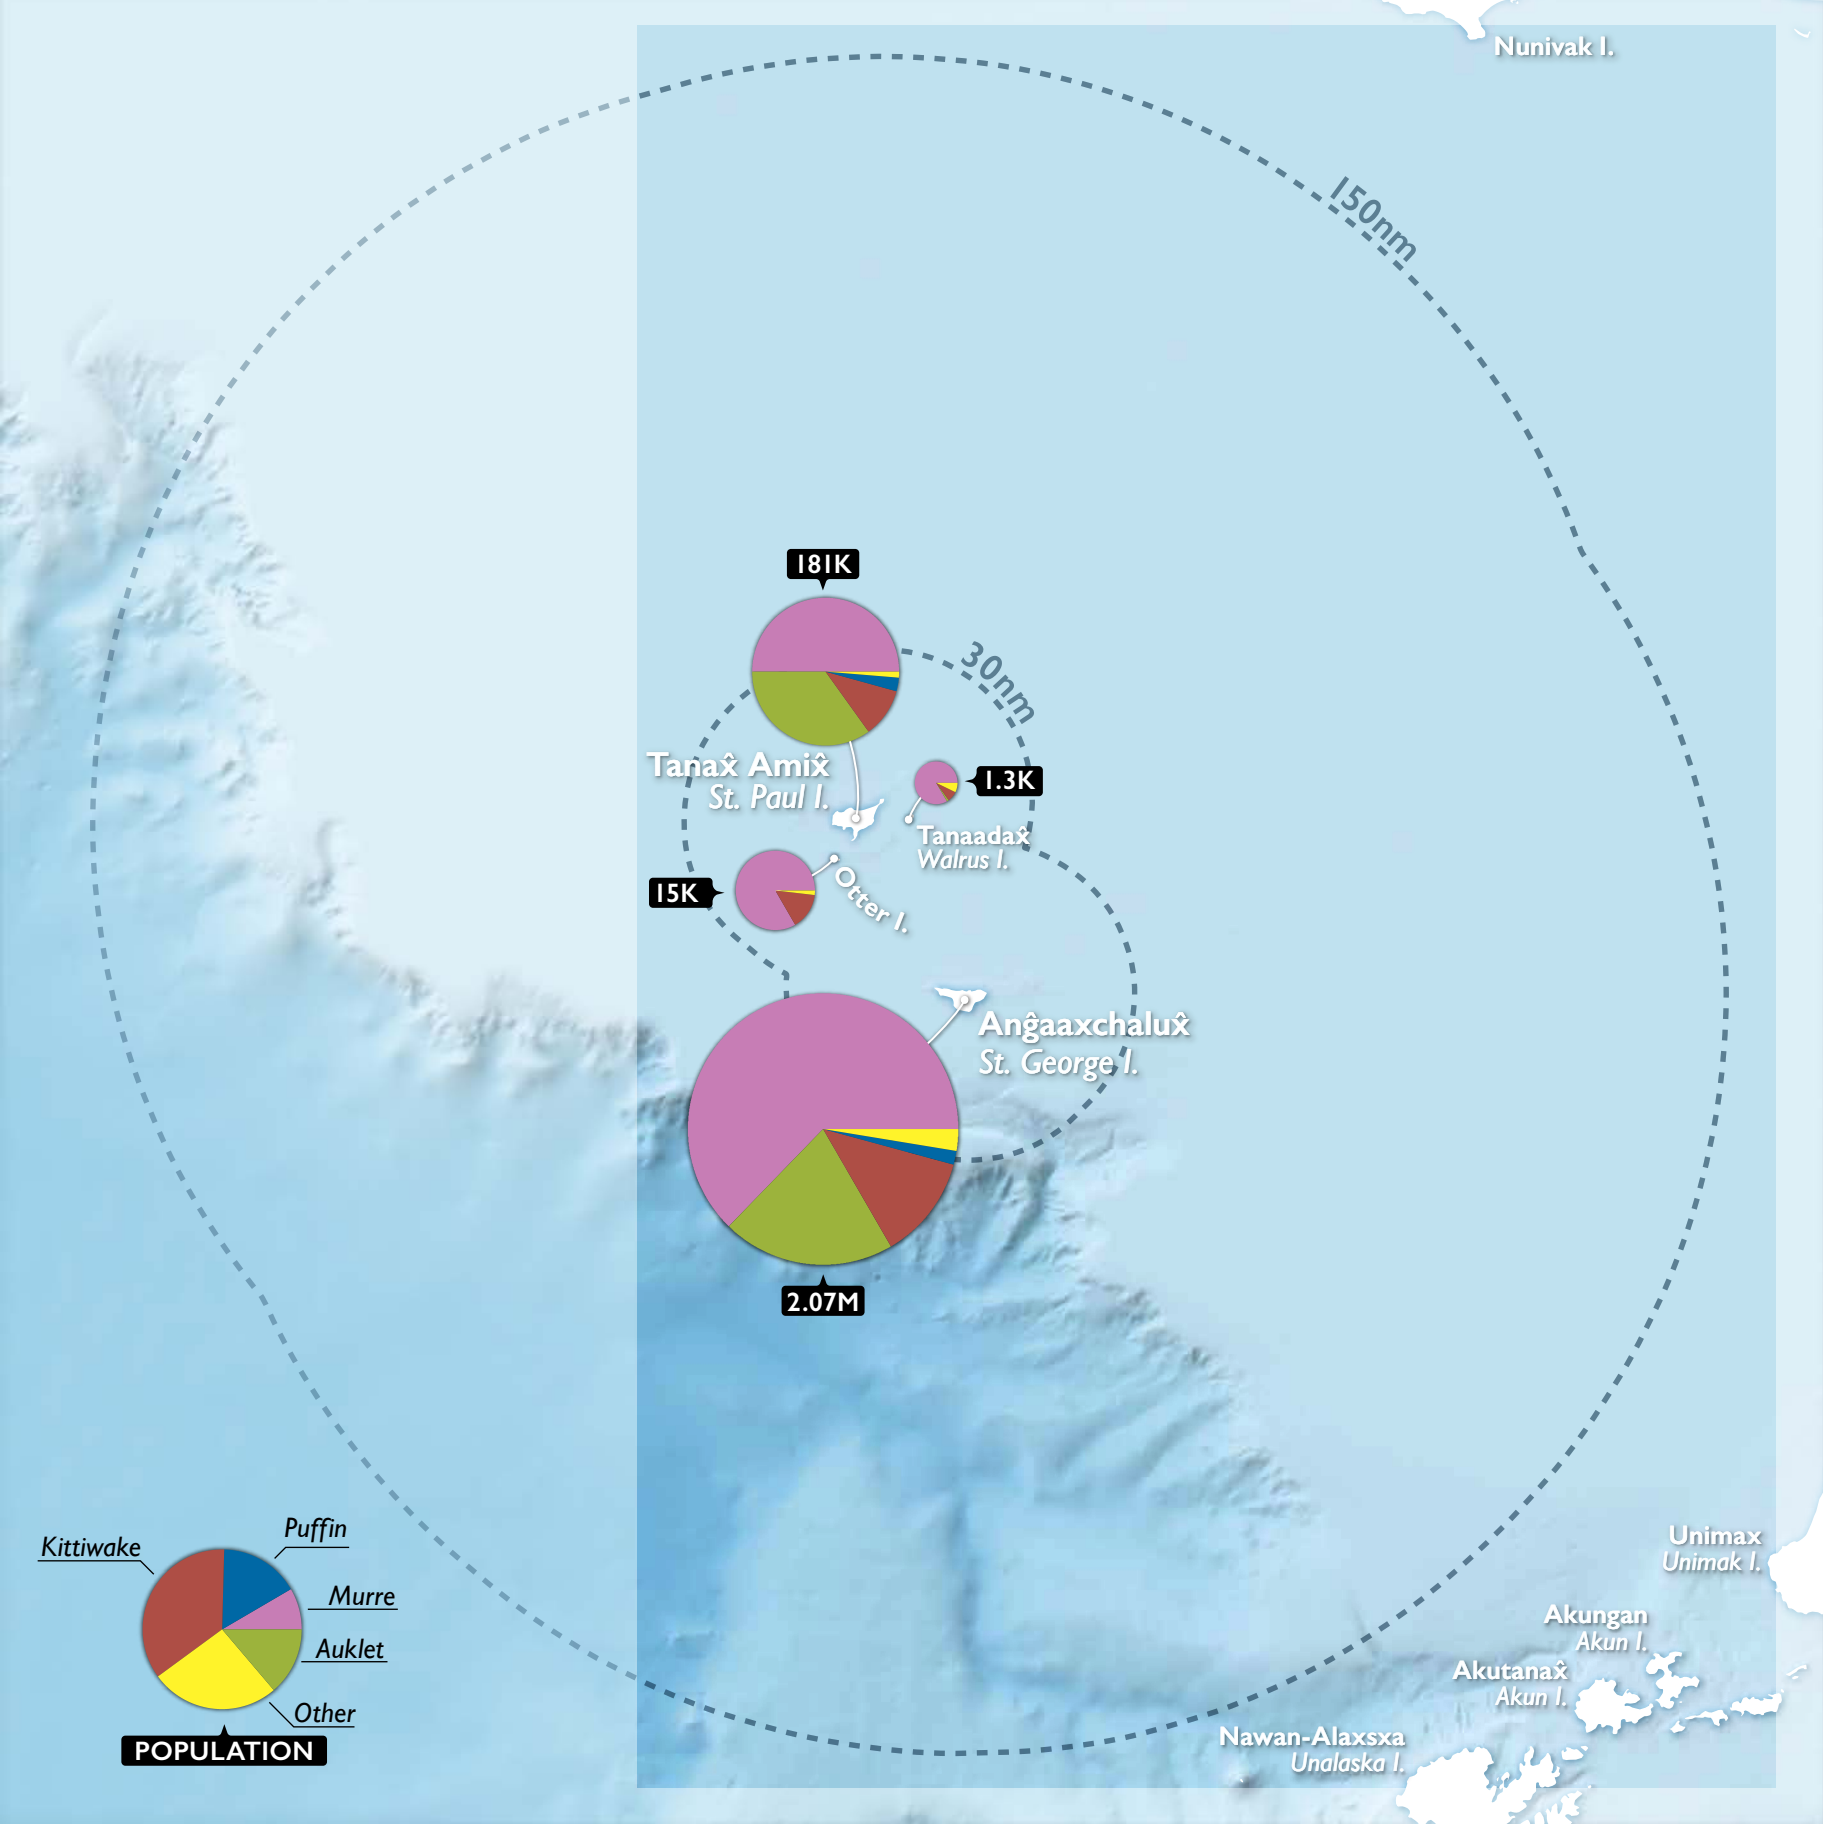 Nunivak I.
150nm
181K
30nm
Tanax̂ Amix̂
St. Paul I.
1.3K
Tanaadax̂
Walrus I.
15K
Otter I.
Anĝaaxchalux̂
St. George I.
2.07M
Puffin
Kittiwake
Murre
Auklet
Other
POPULATION
Unimax
Unimak I.
Akungan
Akun I.
Akutanax̂
Akun I.
Nawan-Alaxsxa
Unalaska I.